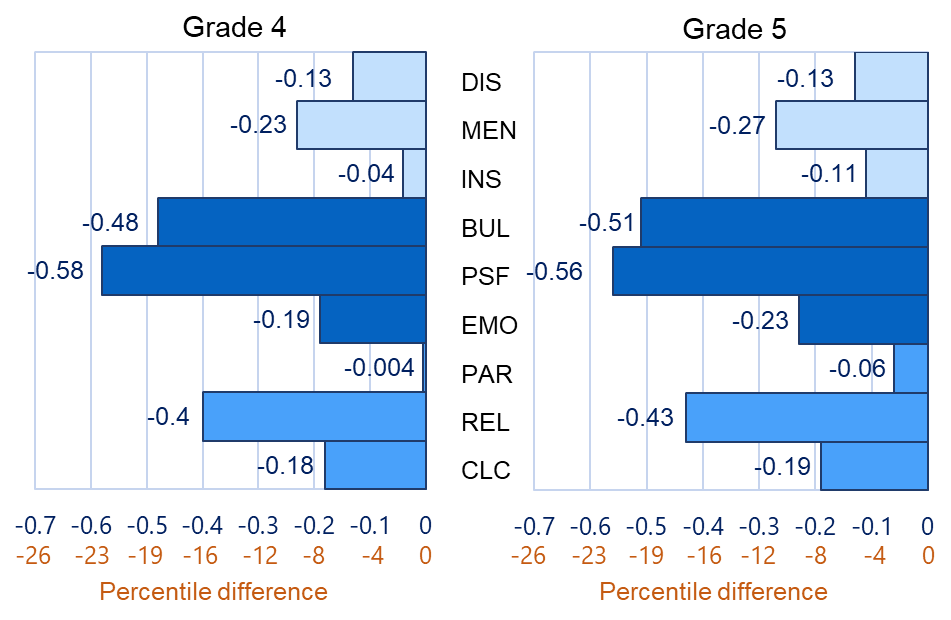 Grade 4
Grade 5
-0.13
DIS
-0.13
-0.23
MEN
-0.27
-0.04
INS
-0.11
-0.48
BUL
-0.51
-0.58
PSF
-0.56
-0.19
EMO
-0.23
-0.004
PAR
-0.06
-0.4
REL
-0.43
-0.18
CLC
-0.19
-0.7 -0.6 -0.5 -0.4 -0.3 -0.2 -0.1 0
-26 -23 -19 -16 -12 -8 -4 0
Percentile difference
-0.7 -0.6 -0.5 -0.4 -0.3 -0.2 -0.1 0
-26 -23 -19 -16 -12 -8 -4 0
Percentile difference